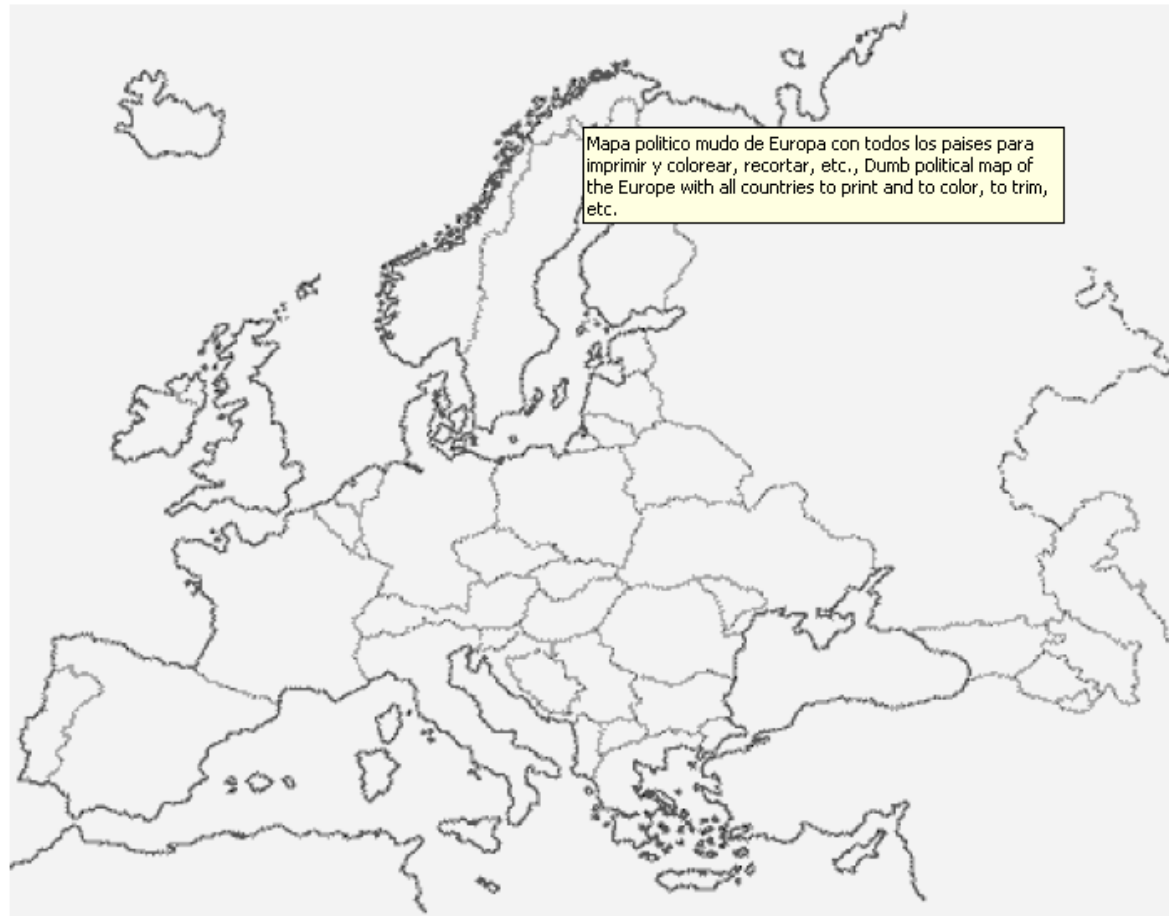 Mapa politico mudo de Europa con todos los paises para
imprimir y colorear, recortar, etc., Dumb political map of
the Europe with all countries to print and to color, to trim,
etc.